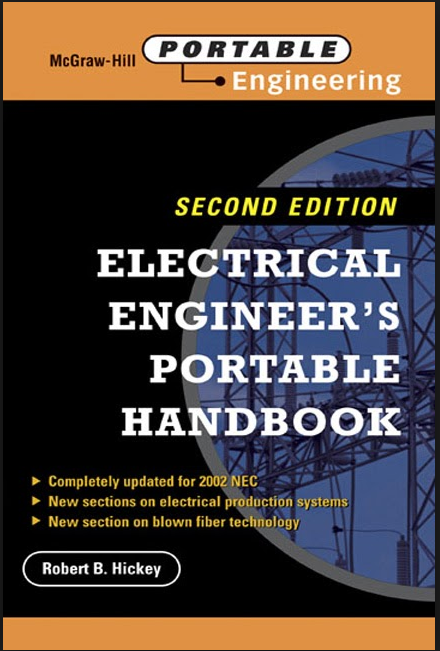 McGraw-Hill PORTABLE
Engineering
SECOND EDITION
ELECTRICAL
ENGINEER'S
PORTABLE
HANDBOOK
Completely updated for 2002 NEC
New sections on electrical production systems
New section on blown fiber technology
Robert B. Hickey